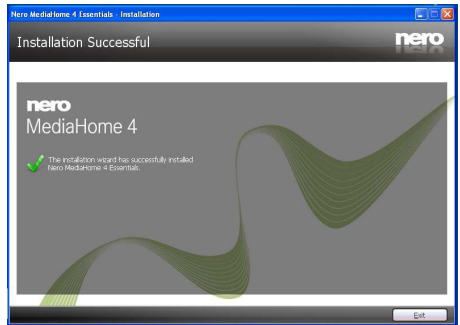 Nero MediaHome 4 Essentials - Installation
Installation Successful
nero
nero
MediaHome 4
The installation wizard has successfully installed
Nero MediaHome 4 Essentials.
Exit